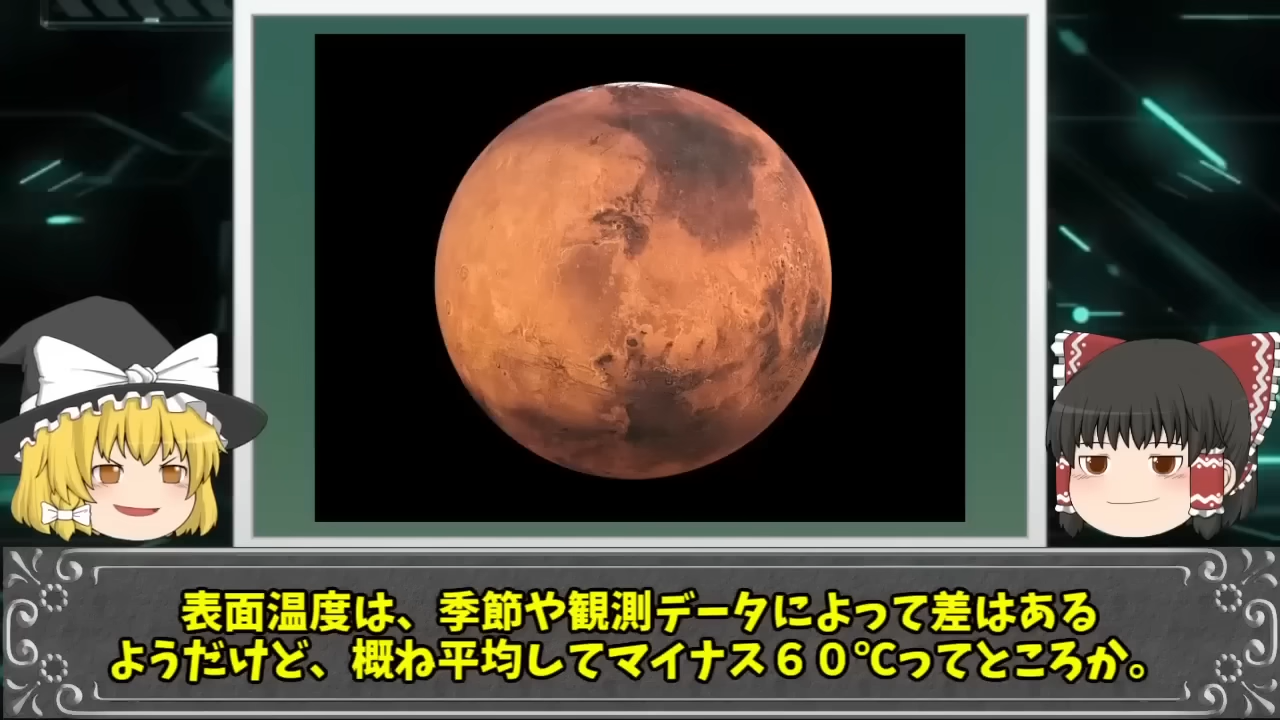 表面温度は、季節や観測データによって差はある
ようだけど、概ね平均してマイナス６０℃ってところか。